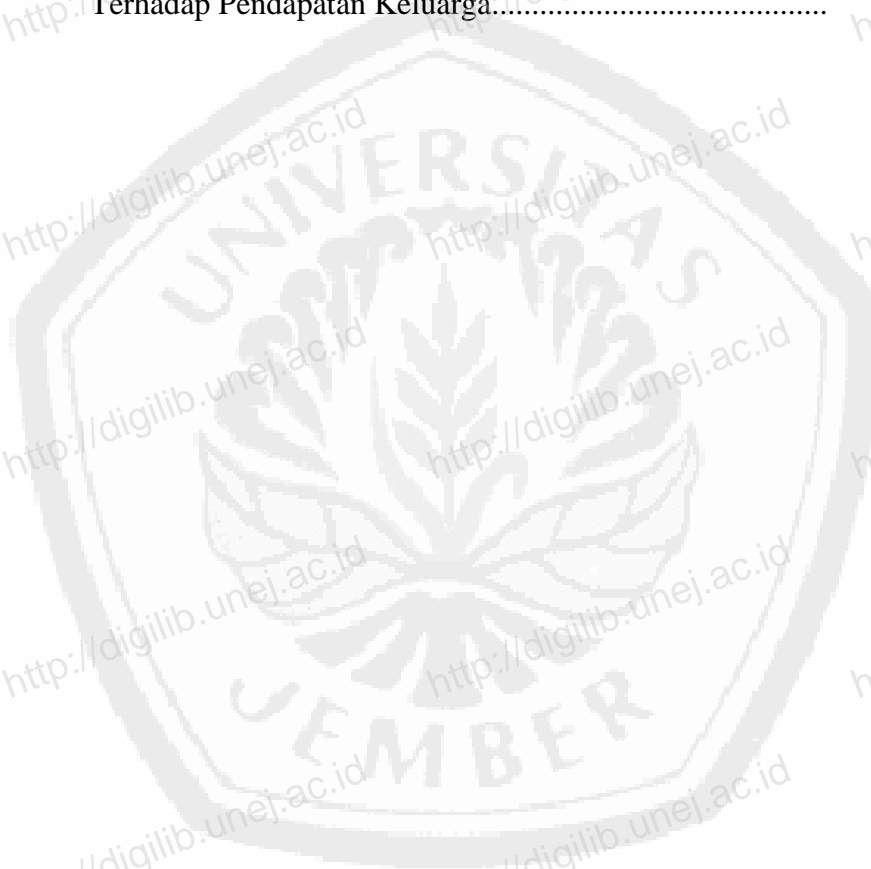 Terhadap Pendapatan Keluarga.........................................
UNIVERSITAS
http://digilib.unej.ac.id
http://digilib.unej.ac.id
http://digilib.unej.ac.id
http://digilib.unej.ac.id
http://digilib.unej.ac.id
http://digilib.unej.ac.id
JEMBER
http://digilib.unej.ac.id
http://digilib.unej.ac.id